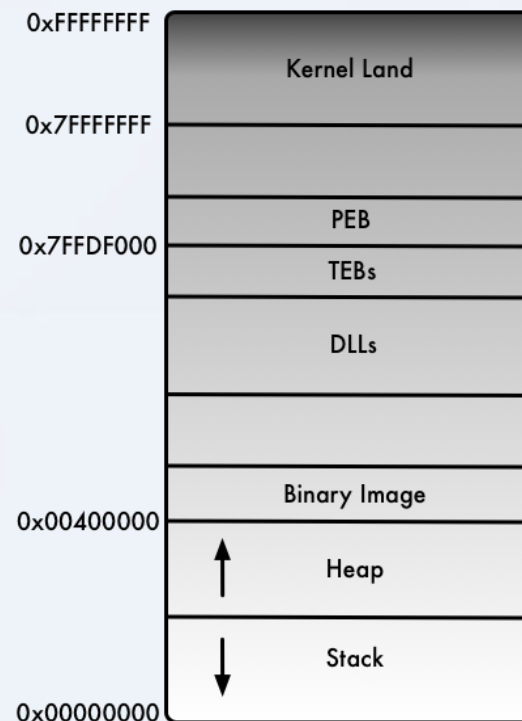 0xFFFFFFFF
Kernel Land
0x7FFFFFFF
PEB
0x7FFDF000
TEBs
DLLs
Binary Image
0x00400000
Heap
Stack
0x00000000